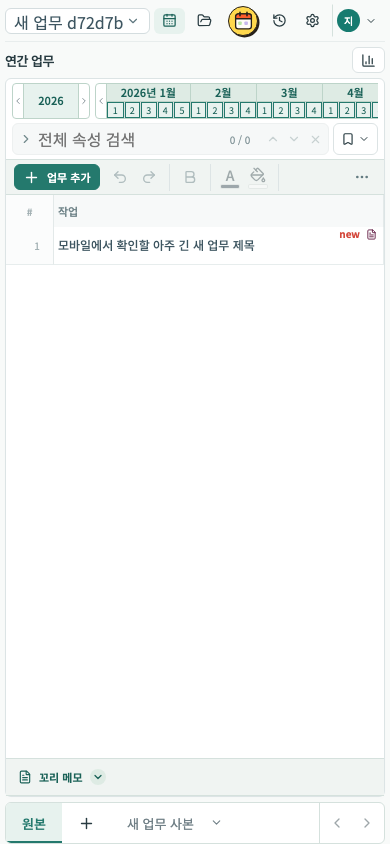 새 업무 d72d7b
지
연간 업무
2026
2026년 1월 2월 3월 4월
1 2 3 4 5 1 2 3 4 1 2 3 4 1 2 3
전체 속성 검색 0 / 0
업무 추가 B A
# 작업
new
1 모바일에서 확인할 아주 긴 새 업무 제목
꼬리 메모
원본 + 새 업무 사본